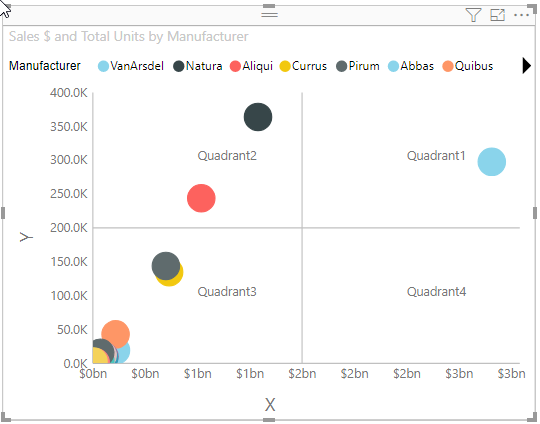 Sales $ and Total Units by Manufacturer
Manufacturer VanArsdel Natura Aliqui Currus Pirum Abbas Quibus
400.0K
350.0K
300.0K
250.0K
200.0K
150.0K
100.0K
50.0K
0.0K
Y
Quadrant2 Quadrant1
Quadrant3 Quadrant4
$0bn $0bn $1bn $1bn $2bn $2bn $2bn $3bn $3bn
X